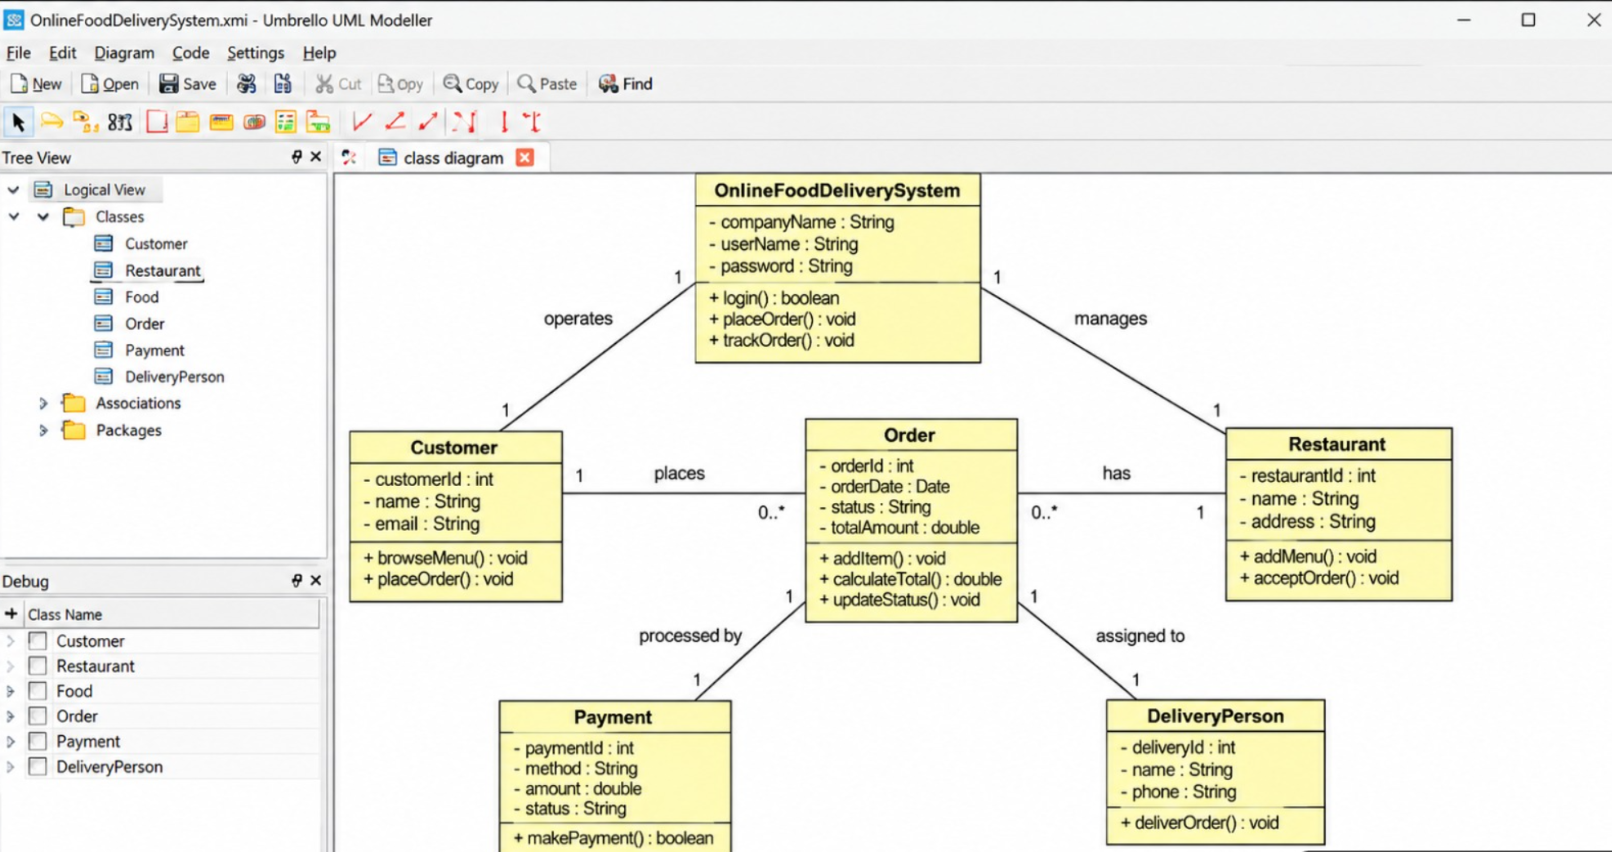 OnlineFoodDeliverySystem.xmi - Umbrello UML Modeller
File Edit Diagram Code Settings Help
New Open Save Cut Opy Copy Paste Find
Tree View
class diagram
Logical View
Classes
Customer
Restaurant
Food
Order
Payment
DeliveryPerson
Associations
Packages
Debug
+ Class Name
Customer
Restaurant
Food
Order
Payment
DeliveryPerson
OnlineFoodDeliverySystem
- companyName : String
- userName : String
- password : String
+ login() : boolean
+ placeOrder() : void
+ trackOrder() : void
1
operates
1
1
manages
1
Customer
- customerId : int
- name : String
- email : String
+ browseMenu() : void
+ placeOrder() : void
1
places
0..*
Order
- orderId : int
- orderDate : Date
- status : String
- totalAmount : double
+ addItem() : void
+ calculateTotal() : double
+ updateStatus() : void
has
0..*
1
Restaurant
- restaurantId : int
- name : String
- address : String
+ addMenu() : void
+ acceptOrder() : void
1
processed by
1
1
assigned to
1
Payment
- paymentId : int
- method : String
- amount : double
- status : String
+ makePayment() : boolean
DeliveryPerson
- deliveryId : int
- name : String
- phone : String
+ deliverOrder() : void